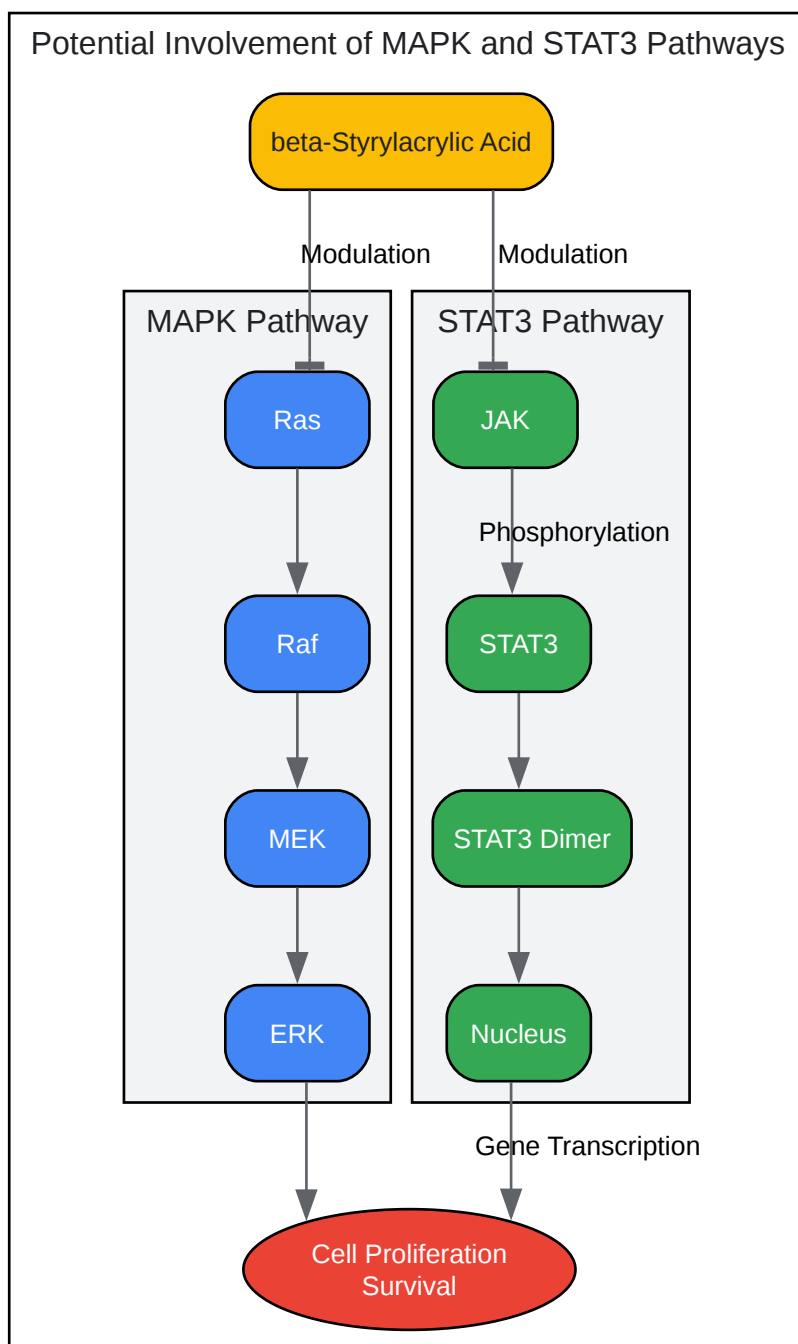 Potential Involvement of MAPK and STAT3 Pathways
beta-Styrylacrylic Acid
Modulation
Modulation
MAPK Pathway
STAT3 Pathway
Ras
JAK
Phosphorylation
Raf
STAT3
MEK
STAT3 Dimer
ERK
Nucleus
Gene Transcription
Cell Proliferation
Survival